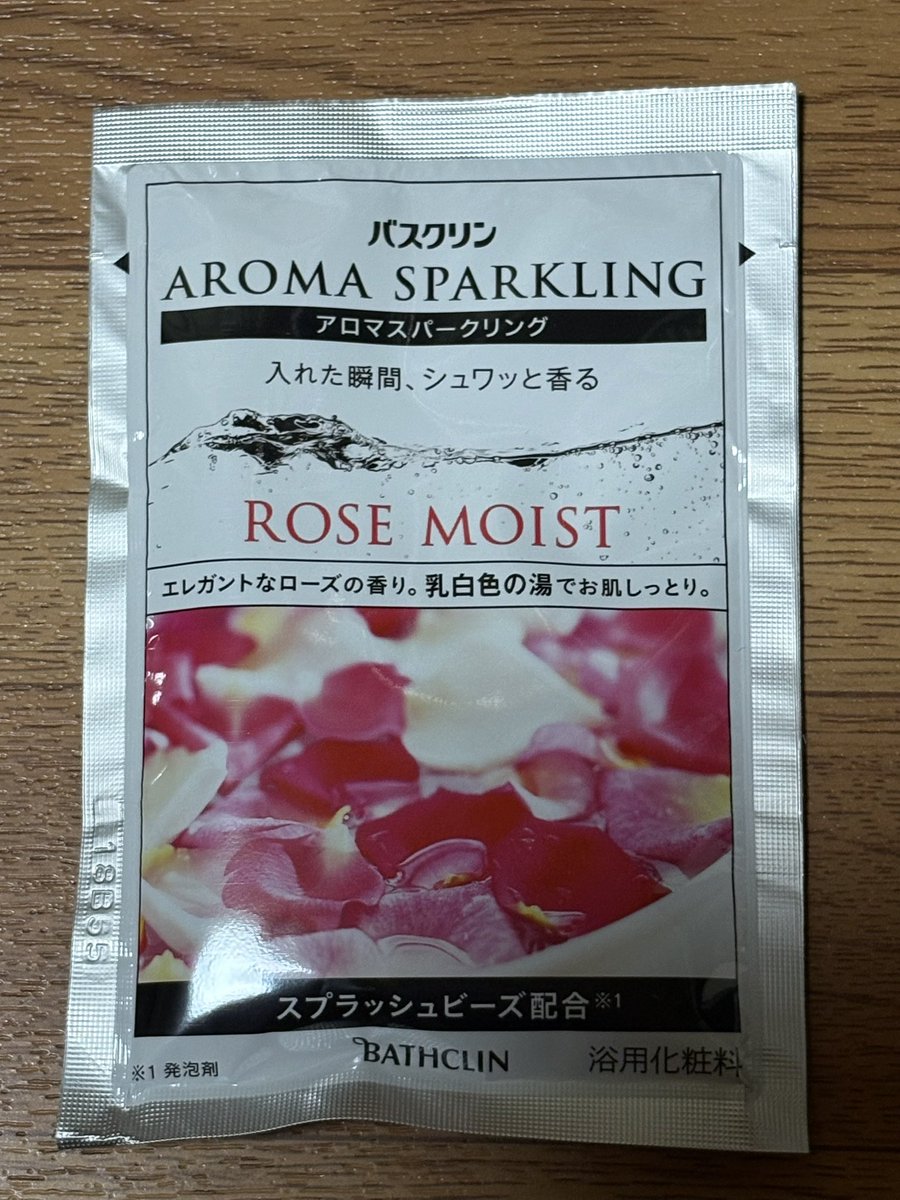 バスクリン
AROMA SPARKLING
アロマスパークリング
入れた瞬間、シュワッと香る
ROSE MOIST
エレガントなローズの香り。乳白色の湯でお肌しっとり。
スプラッシュビーズ配合※1
※1 発泡剤
BATHCLIN
浴用化粧料